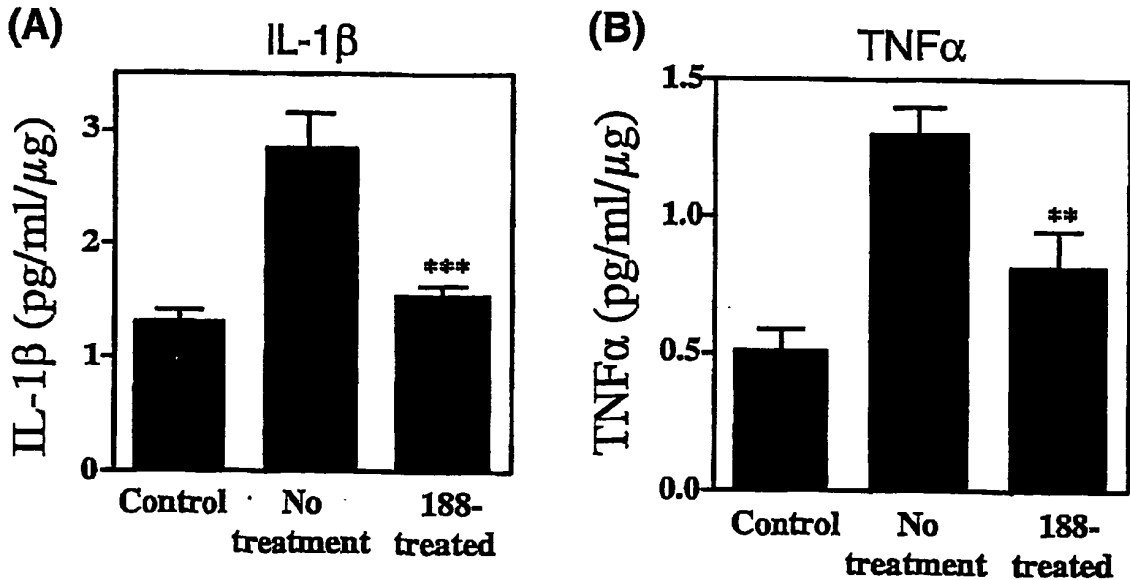 (A)
IL-1β
IL-1β (pg/ml/µg)
3
2
1
0
***
Control
No
treatment
188-
treated
(B)
TNFα
TNFα (pg/ml/µg)
1.5
1.0
0.5
0.0
**
Control
No
treatment
188-
treated